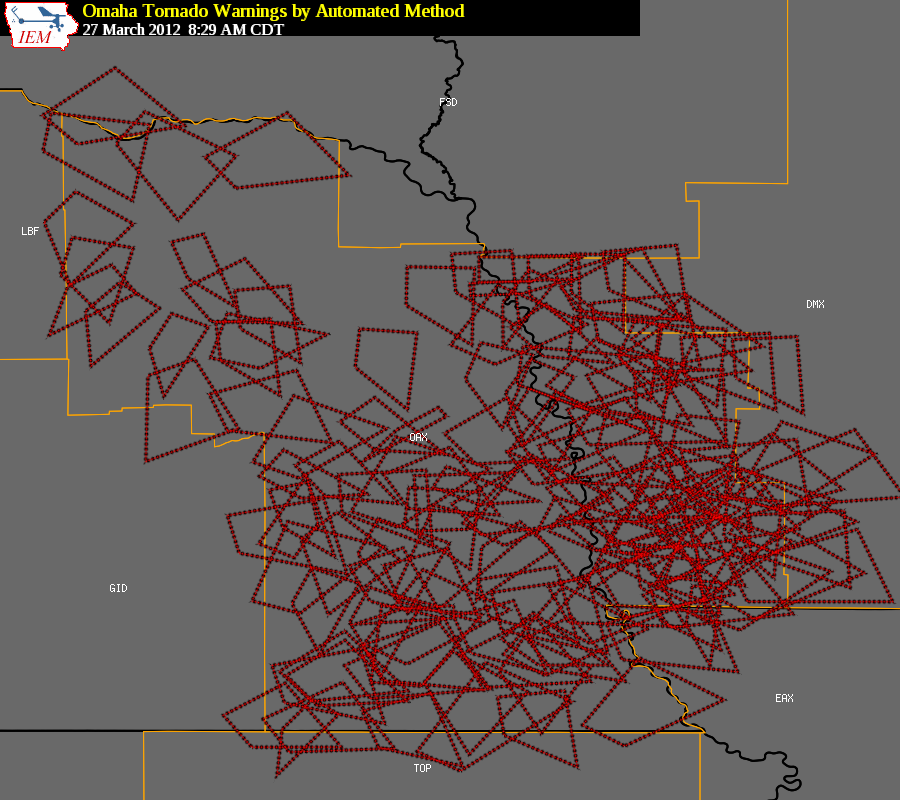 Omaha Tornado Warnings by Automated Method
27 March 2012 8:29 AM CDT
IEM
FSD
LBF
DMX
OAX
GID
EAX
TOP